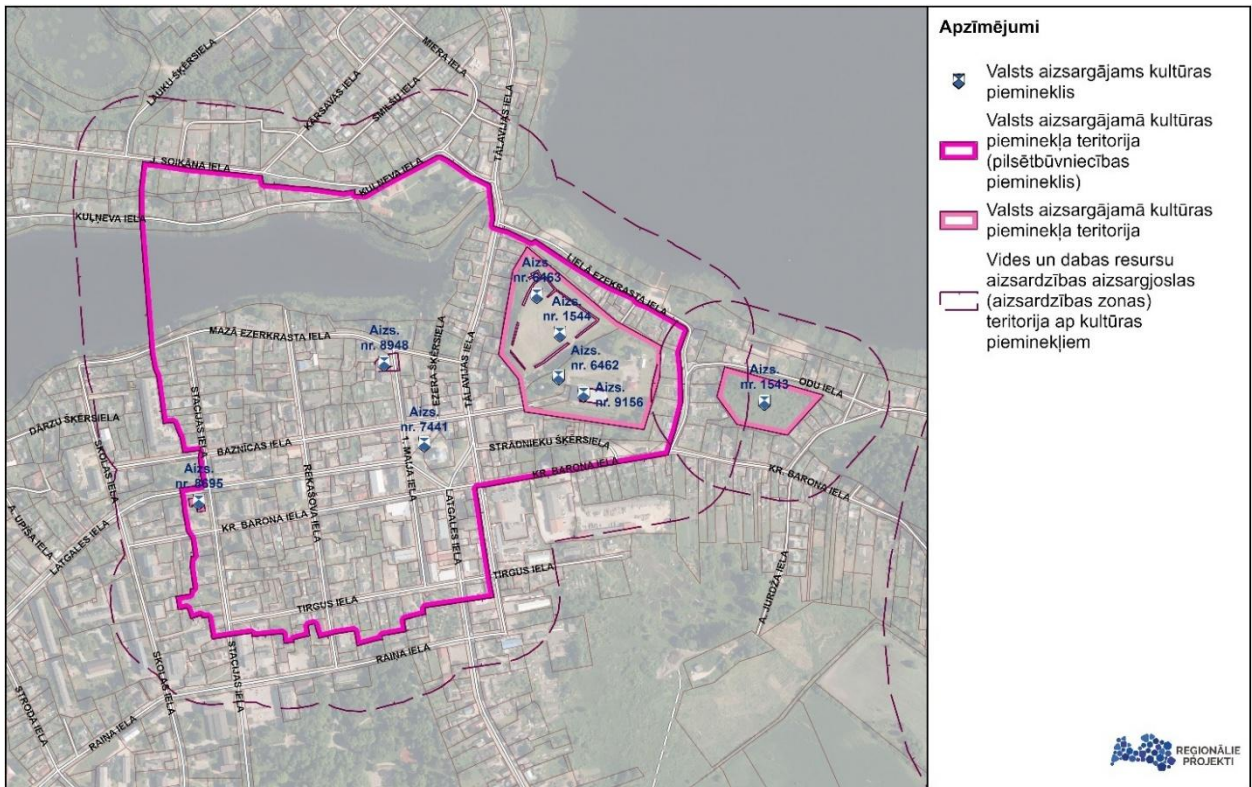 MIERA IELA
LAUKU ŠĶĒRSIELA
KĀRSAVAS IELA
SMILŠU IELA
TĀLAVIJAS IELA
J. SOIKĀNA IELA
KUĻŅEVA IELA
KUĻŅEVA IELA
LIELĀ EZERKRASTA IELA
Aizs.
nr. 6463
Aizs.
nr. 1544
Aizs.
nr. 6462
Aizs.
nr. 9156
MAZĀ EZERKRASTA IELA
Aizs.
nr. 8948
EZERA ŠĶĒRSIELA
TĀLAVIJAS IELA
Aizs.
nr. 1543
ODU IELA
DĀRZU ŠĶĒRSIELA
STACIJAS IELA
SKOLAS IELA
BAZNĪCAS IELA
Aizs.
nr. 7441
1. MAIJA IELA
STRĀDNIEKU ŠĶĒRSIELA
KR. BARONA IELA
KR. BARONA IELA
Aizs.
nr. 8695
REKAŠOVA IELA
LATGALES IELA
A. UPĪŠA IELA
LATGALES IELA
KR. BARONA IELA
TIRGUS IELA
A. JURDŽA IELA
TIRGUS IELA
RAIŅA IELA
STACIJAS IELA
SKOLAS IELA
STRODA IELA
RAIŅA IELA
Apzīmējumi
Valsts aizsargājams kultūras
piemineklis
Valsts aizsargājamā kultūras
pieminekļa teritorija
(pilsētbūvniecības
piemineklis)
Valsts aizsargājamā kultūras
pieminekļa teritorija
Vides un dabas resursu
aizsardzības aizsargjoslas
(aizsardzības zonas)
teritorija ap kultūras
pieminekļiem
REGIONĀLIE
PROJEKTI